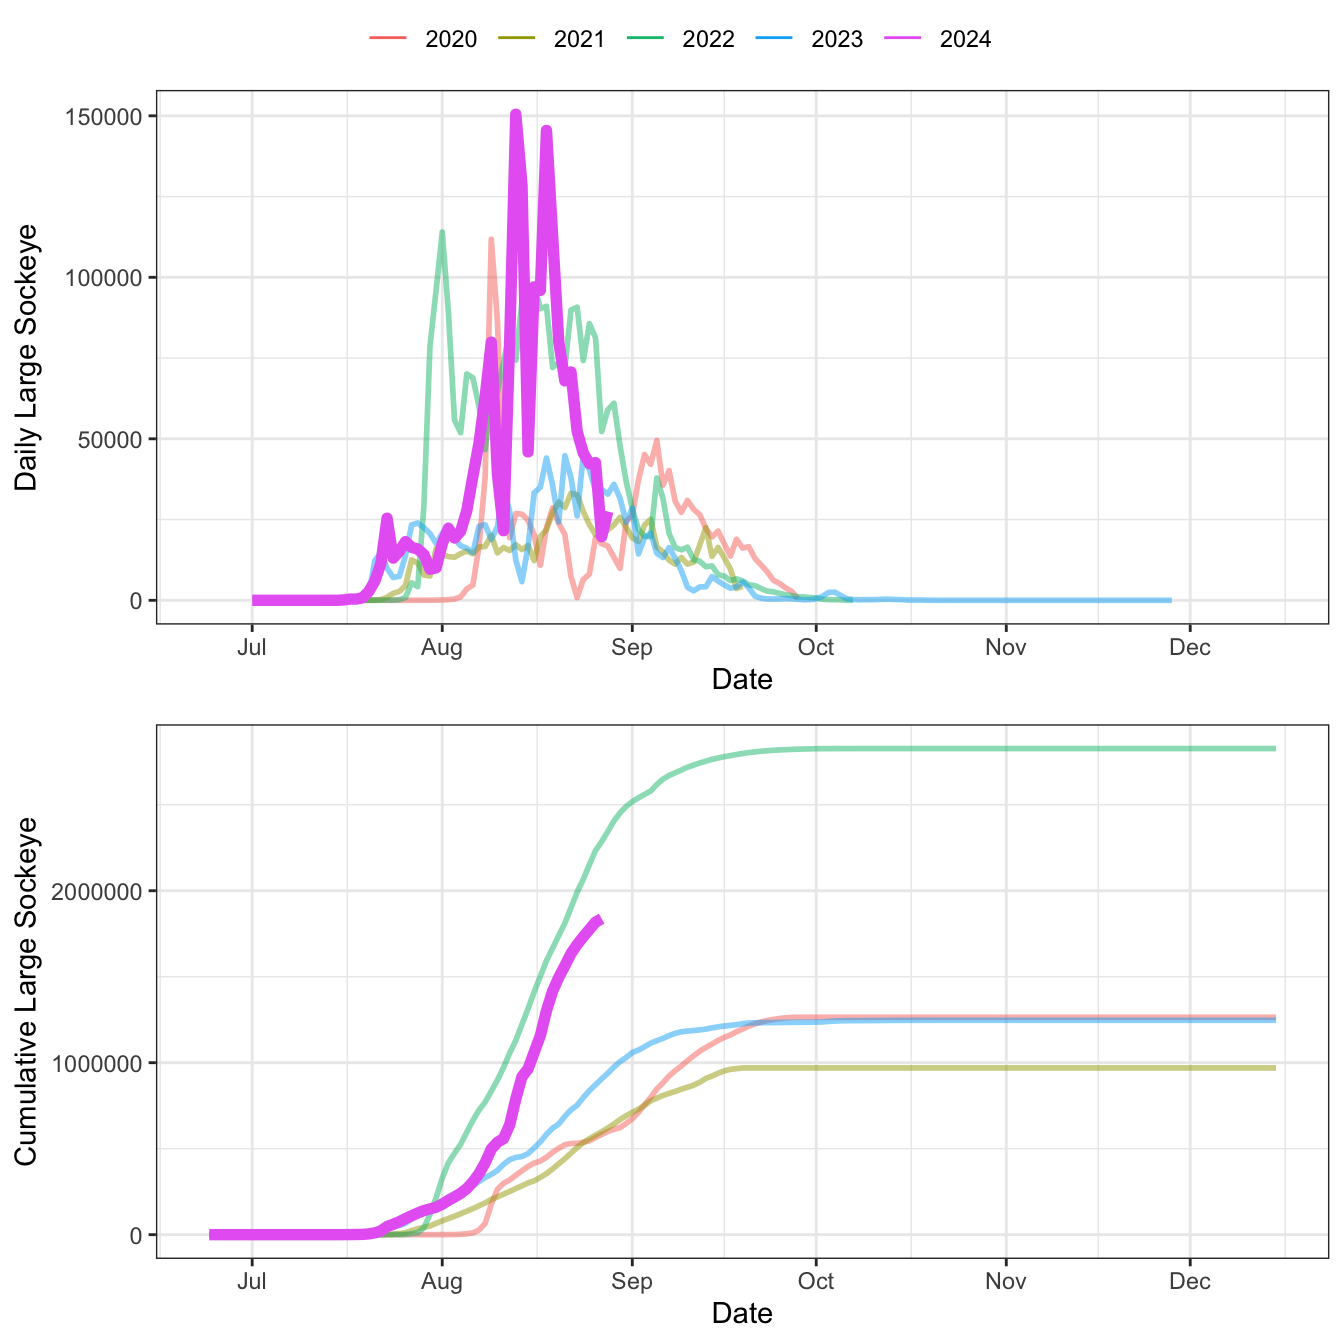 2020 2021 2022 2023 2024
150000
100000
50000
0
Daily Large Sockeye
Jul Aug Sep Oct Nov Dec
Date
2000000
1000000
0
Cumulative Large Sockeye
Jul Aug Sep Oct Nov Dec
Date